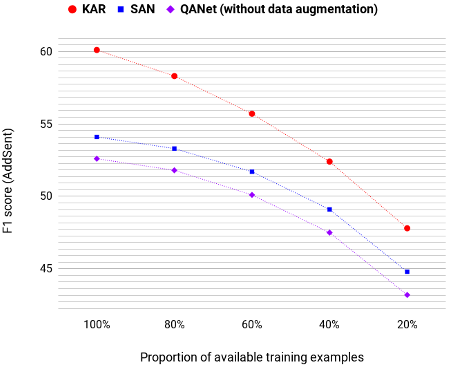 KAR SAN QANet (without data augmentation)
60
55
50
45
F1 score (AddSent)
100% 80% 60% 40% 20%
Proportion of available training examples